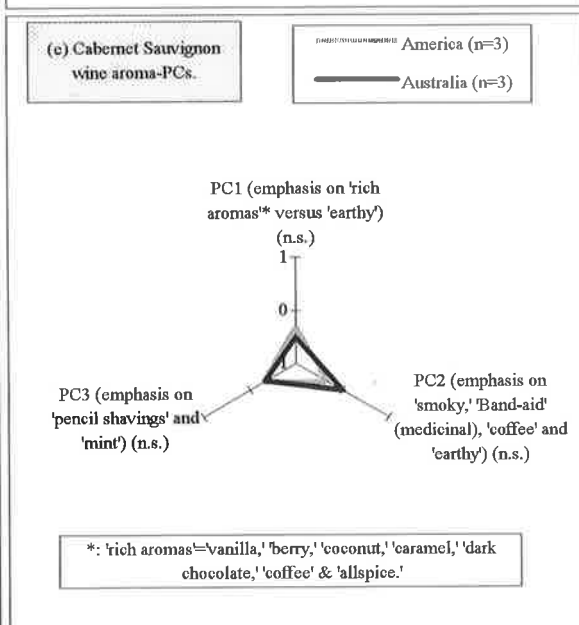 (e) Cabernet Sauvignon
wine aroma-PCs.
America (n=3)
Australia (n=3)
PC1 (emphasis on 'rich
aromas'* versus 'earthy')
(n.s.)
1
0
1
PC3 (emphasis on
'pencil shavings' and
'mint') (n.s.)
PC2 (emphasis on
'smoky,' 'Band-aid'
(medicinal), 'coffee' and
'earthy') (n.s.)
*: 'rich aromas'='vanilla,' 'berry,' 'coconut,' 'caramel,' 'dark
chocolate,' 'coffee' & 'allspice.'